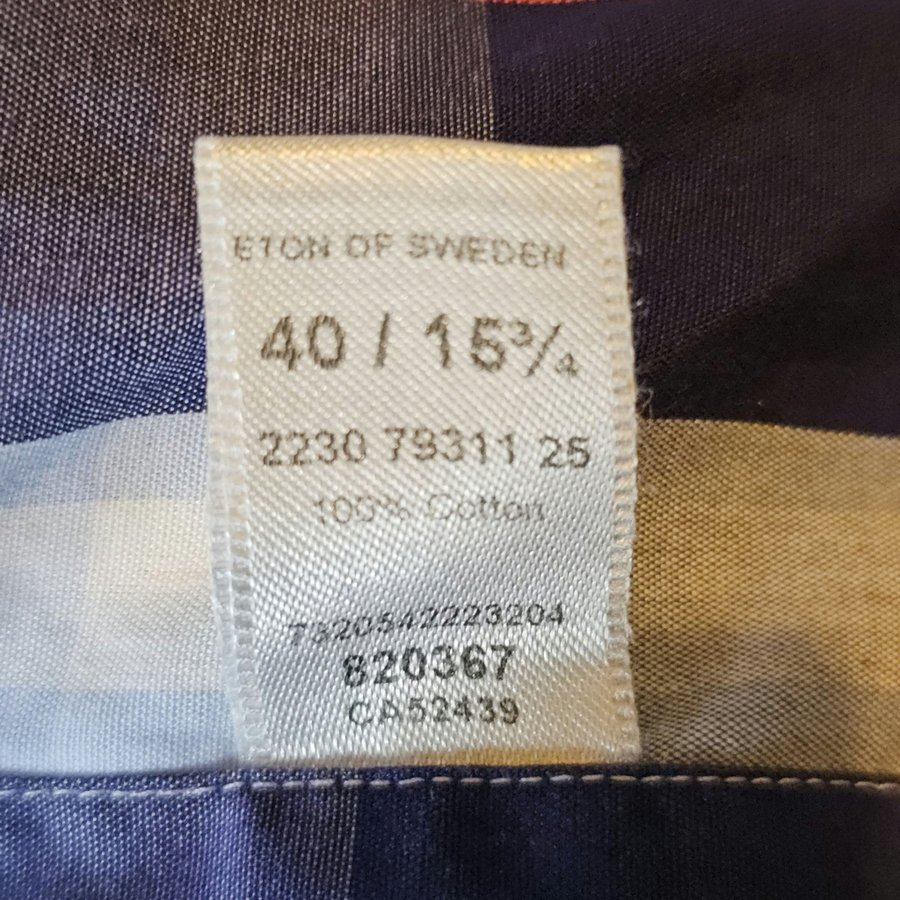 ETON OF SWEDEN
40 / 15¾
2230 79311 25
100% Cotton
7320542223204
820367
CA52439